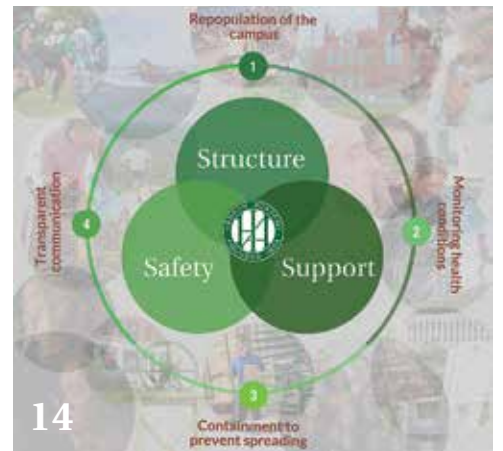 Repopulation of the
campus
1
Structure
Transparent
communication
4
2
Monitoring health
conditions
Safety
Support
3
Containment to
prevent spreading
14